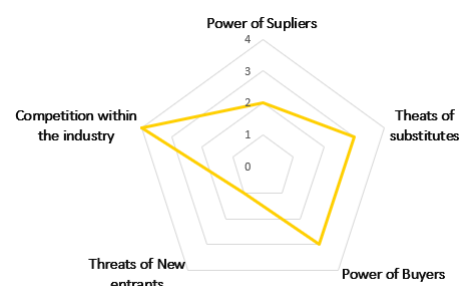 Power of Supliers
4
3
2
1
0
Competition within
the industry
Theats of
substitutes
Threats of New
entrants
Power of Buyers